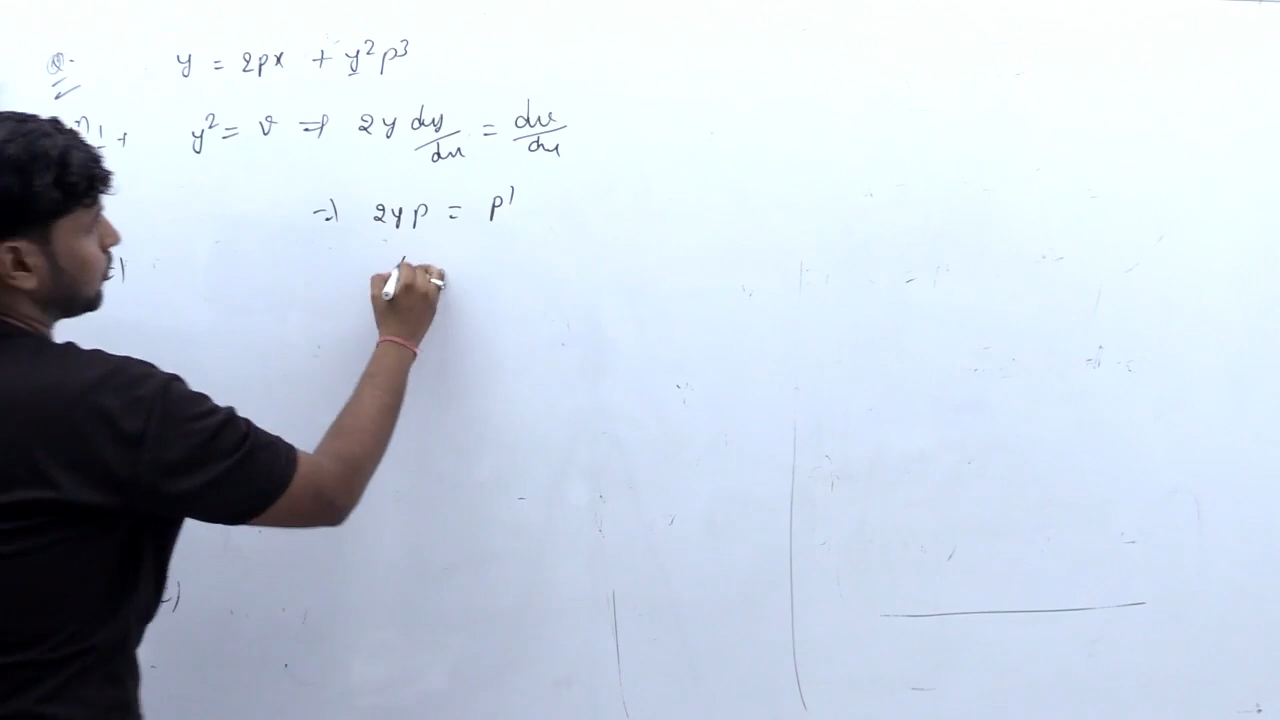 Q. y = 2px + y²p³
y² = v ⇒ 2y dy/dx = dv/dx
⇒ 2yp = p'